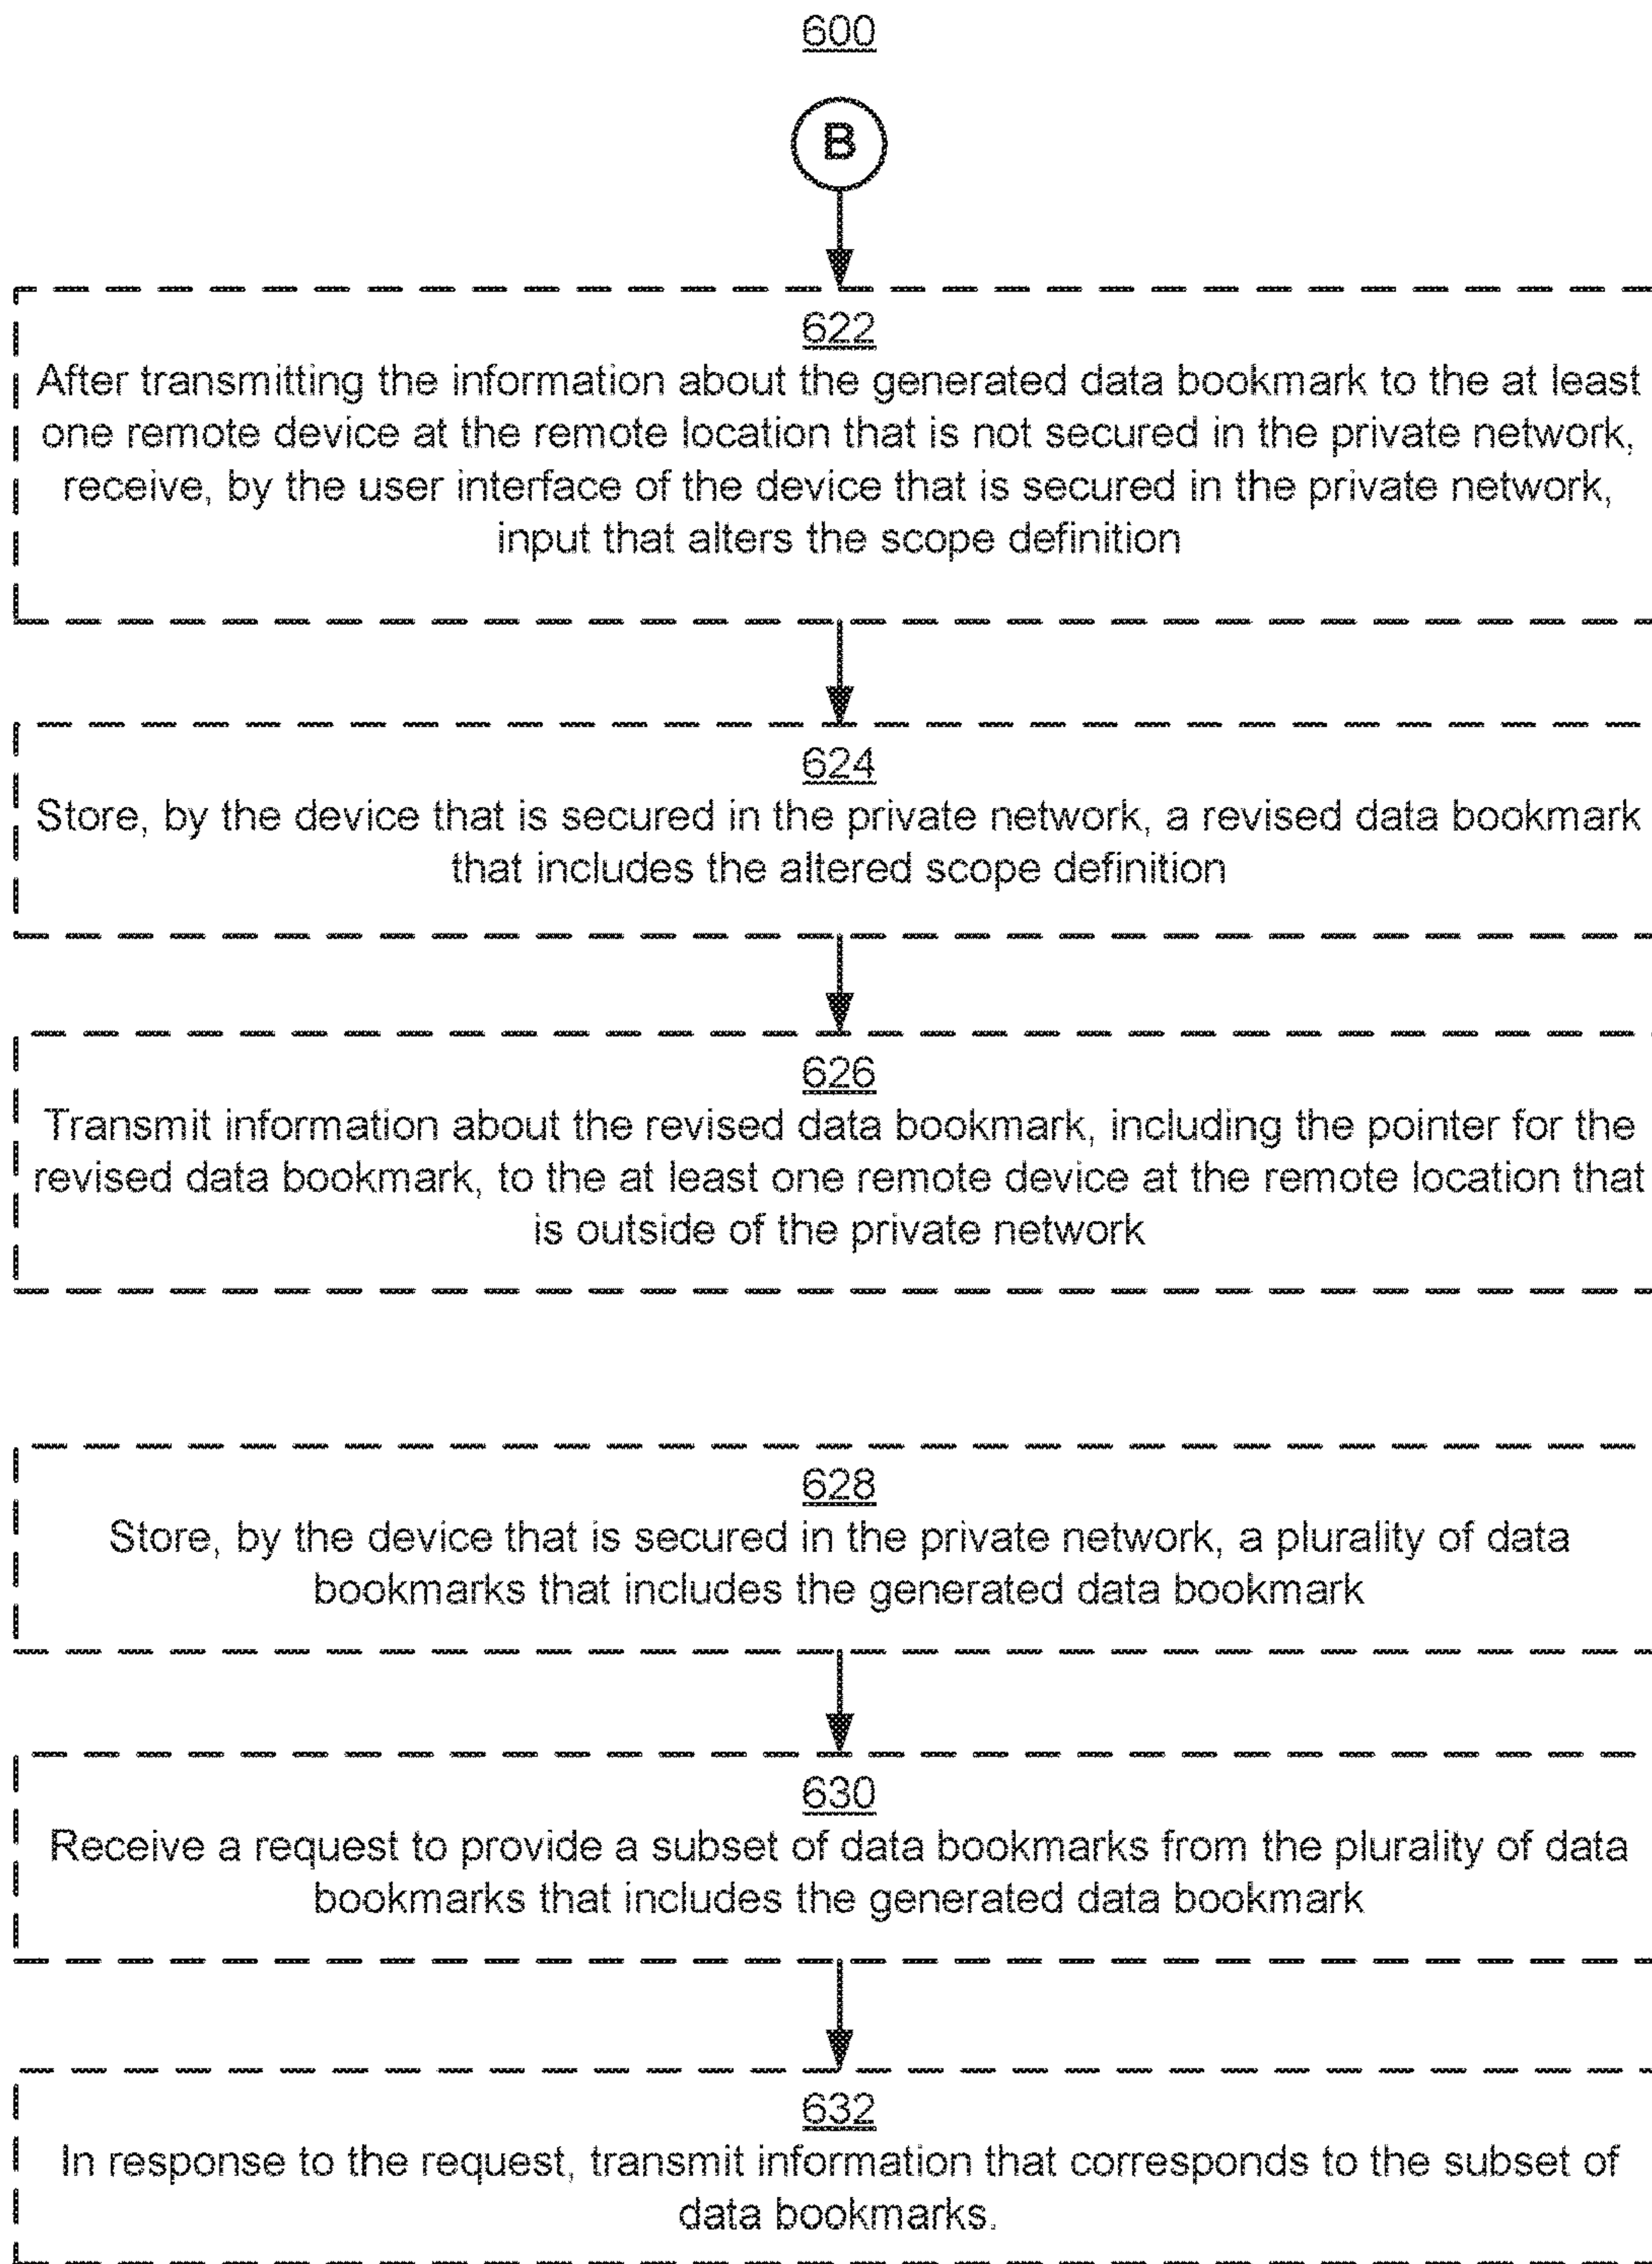 600
B
622
After transmitting the information about the generated data bookmark to the at least
one remote device at the remote location that is not secured in the private network,
receive, by the user interface of the device that is secured in the private network,
input that alters the scope definition
624
Store, by the device that is secured in the private network, a revised data bookmark
that includes the altered scope definition
626
Transmit information about the revised data bookmark, including the pointer for the
revised data bookmark, to the at least one remote device at the remote location that
is outside of the private network
628
Store, by the device that is secured in the private network, a plurality of data
bookmarks that includes the generated data bookmark
630
Receive a request to provide a subset of data bookmarks from the plurality of data
bookmarks that includes the generated data bookmark
632
In response to the request, transmit information that corresponds to the subset of
data bookmarks.